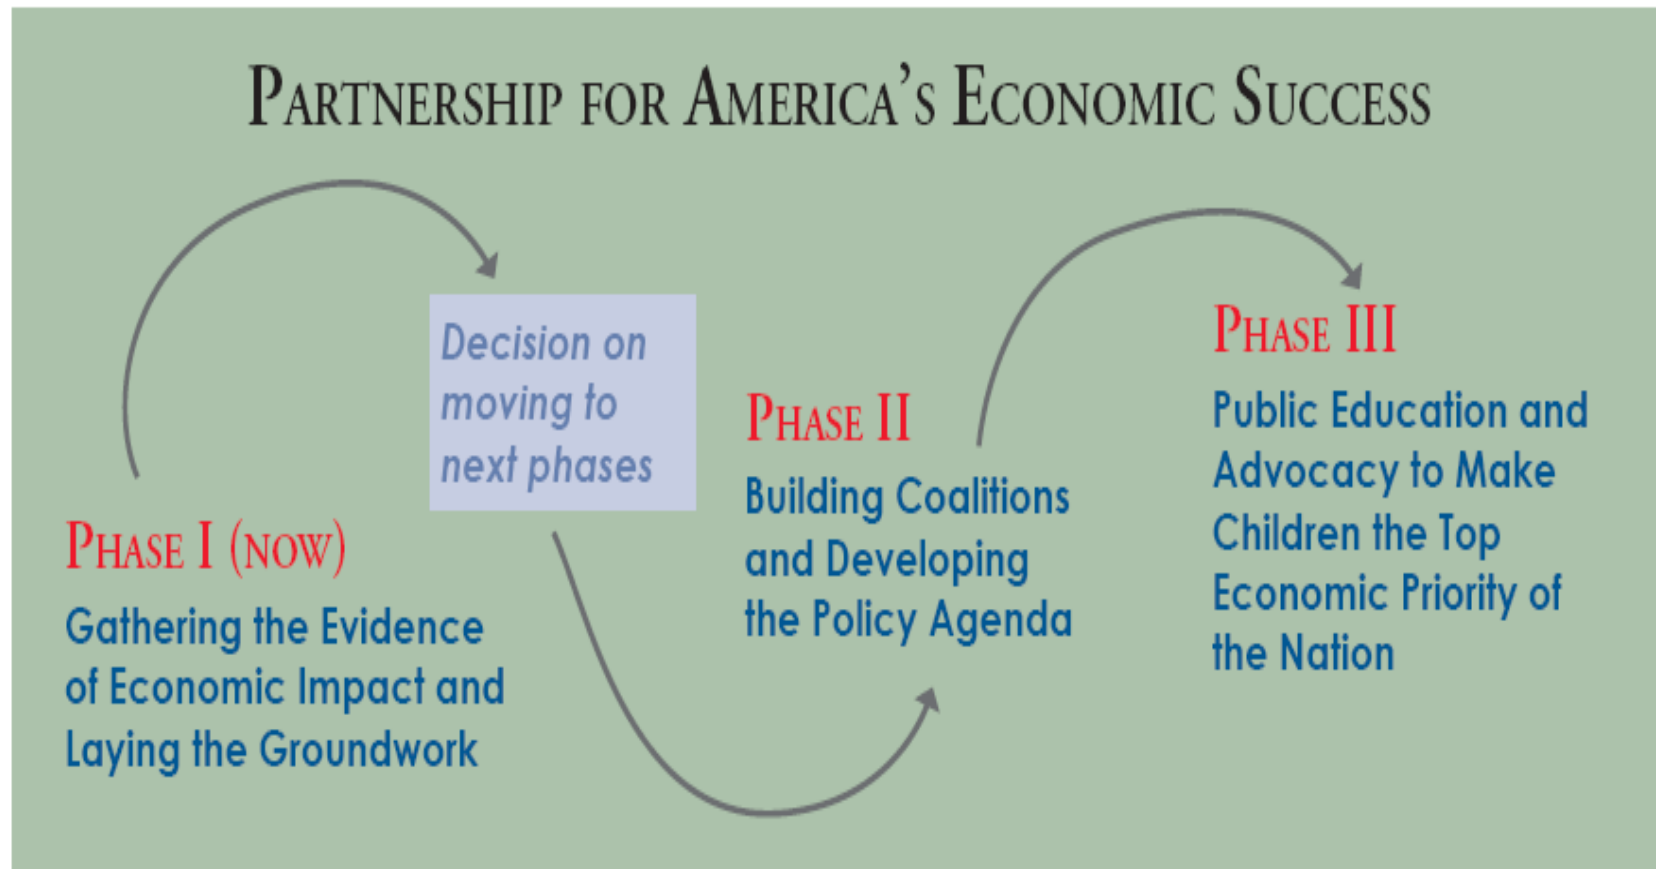 Partnership for America's Economic Success
Decision on
moving to
next phases
Phase I (now)
Gathering the Evidence
of Economic Impact and
Laying the Groundwork
Phase II
Building Coalitions
and Developing
the Policy Agenda
Phase III
Public Education and
Advocacy to Make
Children the Top
Economic Priority of
the Nation